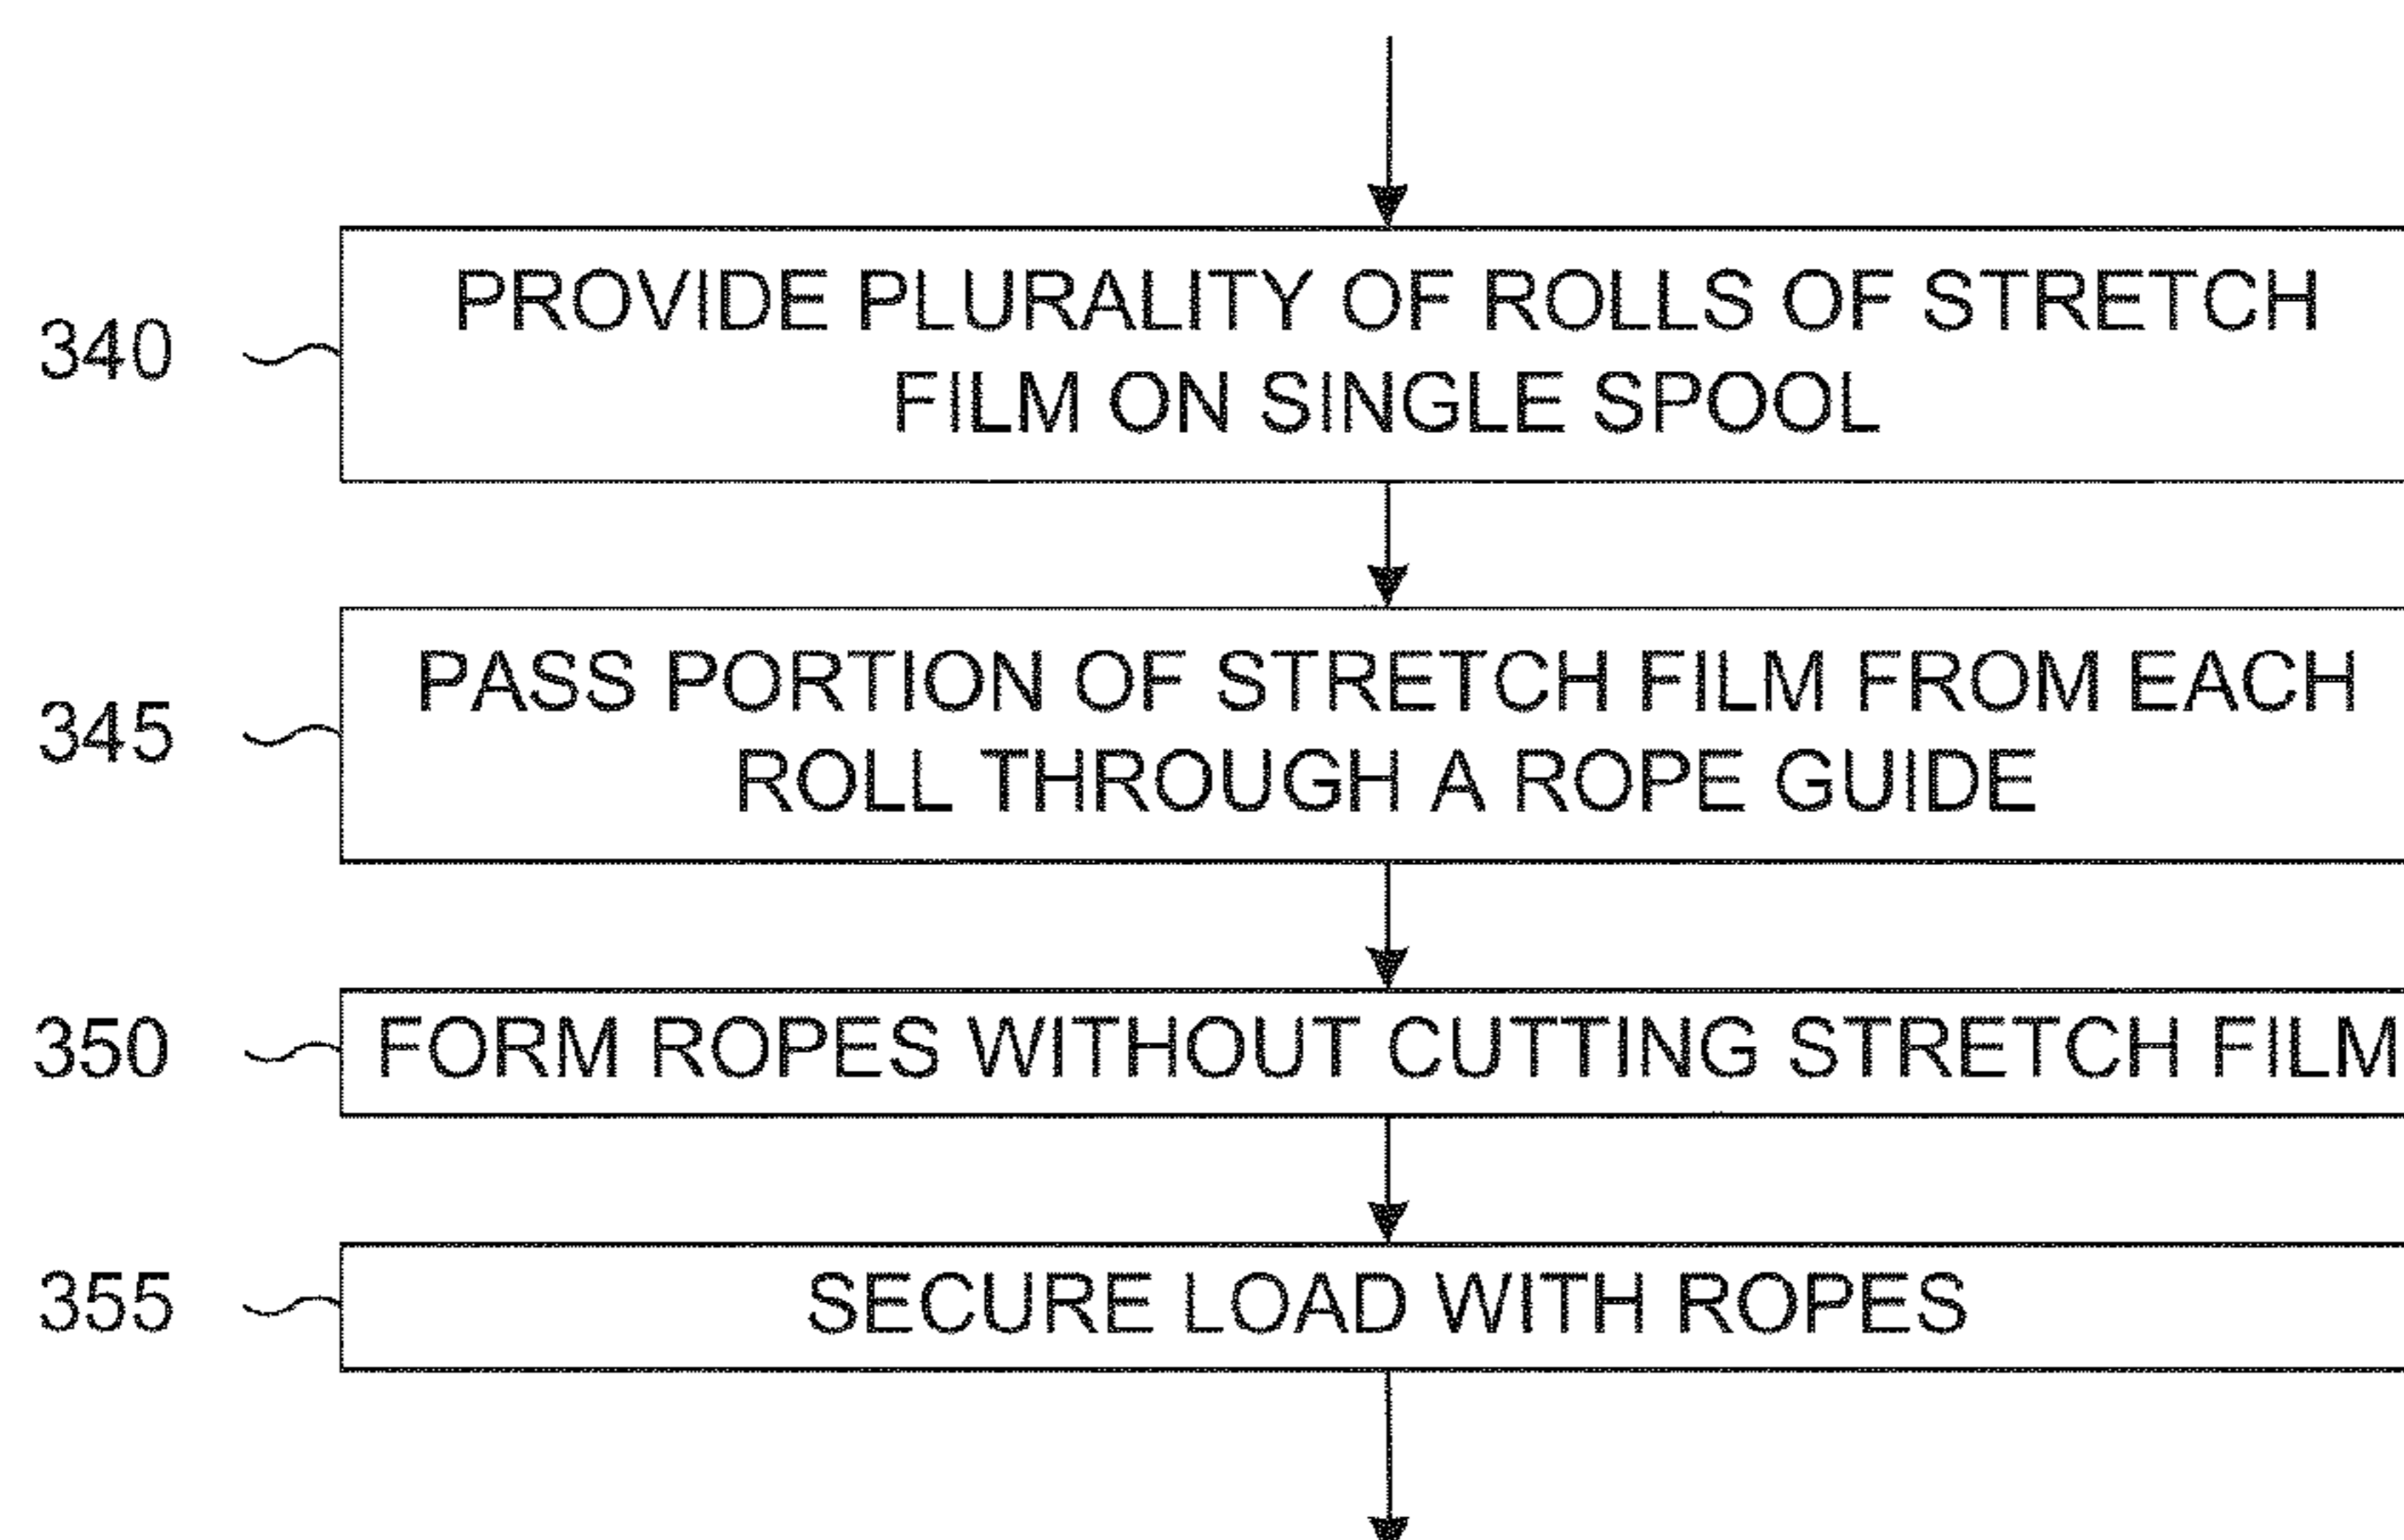 340
PROVIDE PLURALITY OF ROLLS OF STRETCH
FILM ON SINGLE SPOOL
345
PASS PORTION OF STRETCH FILM FROM EACH
ROLL THROUGH A ROPE GUIDE
350
FORM ROPES WITHOUT CUTTING STRETCH FILM
355
SECURE LOAD WITH ROPES